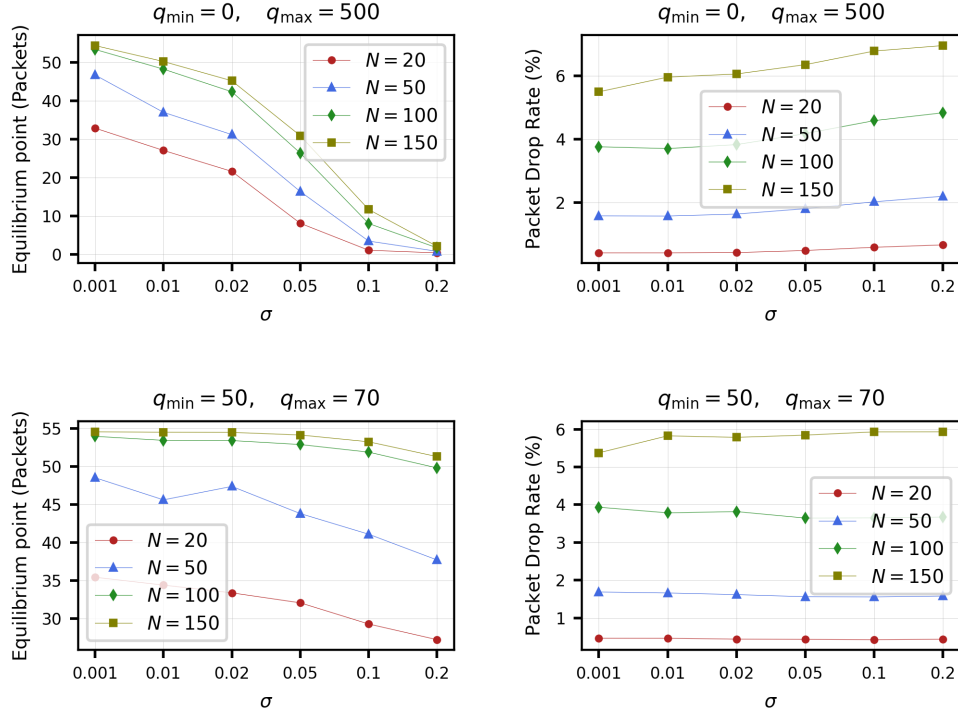 q_min = 0, q_max = 500
Equilibrium point (Packets)
50
40
30
20
10
0
N = 20
N = 50
N = 100
N = 150
0.001 0.01 0.02 0.05 0.1 0.2
σ
q_min = 0, q_max = 500
Packet Drop Rate (%)
6
4
2
N = 20
N = 50
N = 100
N = 150
0.001 0.01 0.02 0.05 0.1 0.2
σ
q_min = 50, q_max = 70
Equilibrium point (Packets)
55
50
45
40
35
30
N = 20
N = 50
N = 100
N = 150
0.001 0.01 0.02 0.05 0.1 0.2
σ
q_min = 50, q_max = 70
Packet Drop Rate (%)
6
5
4
3
2
1
N = 20
N = 50
N = 100
N = 150
0.001 0.01 0.02 0.05 0.1 0.2
σ